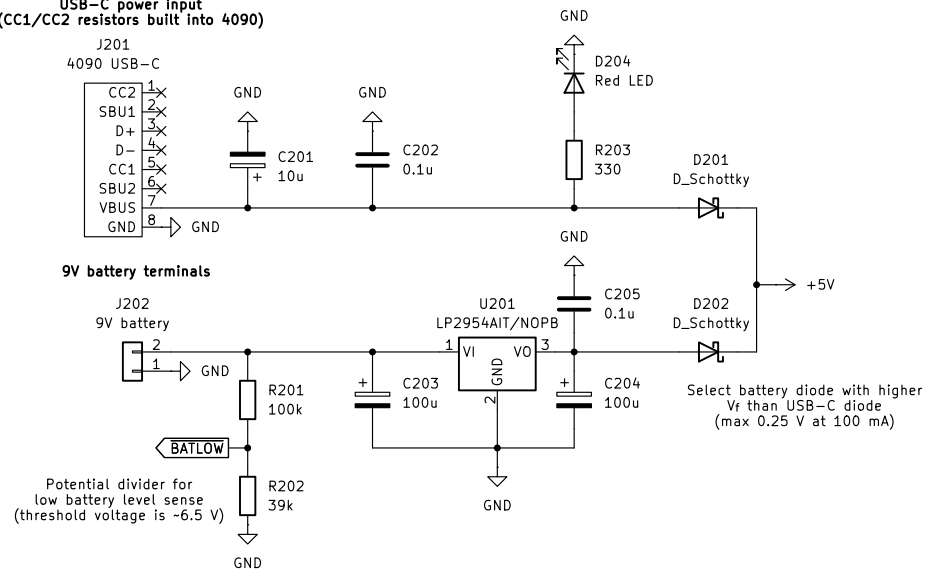 USB-C power input
(CC1/CC2 resistors built into 4090)
J201
4090 USB-C
CC2 1
SBU1 2
D+ 3
D- 4
CC1 5
SBU2 6
VBUS 7
GND 8
GND
GND
C201
10u
+
GND
C202
0.1u
GND
D204
Red LED
R203
330
D201
D_Schottky
+5V
9V battery terminals
J202
9V battery
2
1
GND
R201
100k
BATLOW
R202
39k
GND
Potential divider for
low battery level sense
(threshold voltage is ~6.5 V)
+
C203
100u
U201
LP2954AIT/NOPB
1 VI VO 3
GND
2
GND
GND
C205
0.1u
+
C204
100u
D202
D_Schottky
Select battery diode with higher
Vf than USB-C diode
(max 0.25 V at 100 mA)